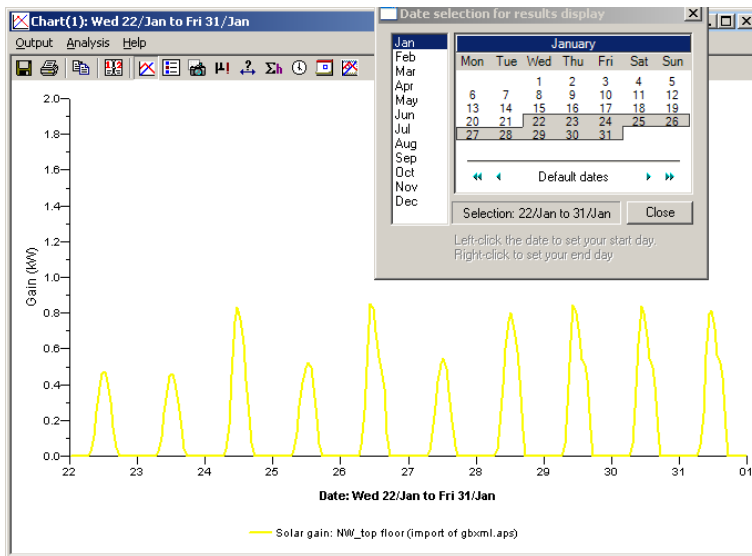 Chart(1): Wed 22/Jan to Fri 31/Jan
Output Analysis Help
μ! Σh
Date selection for results display
Jan
Feb
Mar
Apr
May
Jun
Jul
Aug
Sep
Oct
Nov
Dec
January
Mon Tue Wed Thu Fri Sat Sun
1 2 3 4 5
6 7 8 9 10 11 12
13 14 15 16 17 18 19
20 21 22 23 24 25 26
27 28 29 30 31
Default dates
Selection: 22/Jan to 31/Jan
Close
Left-click the date to set your start day.
Right-click to set your end day
Gain (kW)
2.0
1.8
1.6
1.4
1.2
1.0
0.8
0.6
0.4
0.2
0.0
22 23 24 25 26 27 28 29 30 31 01
Date: Wed 22/Jan to Fri 31/Jan
Solar gain: NW_top floor (import of gbxml.aps)